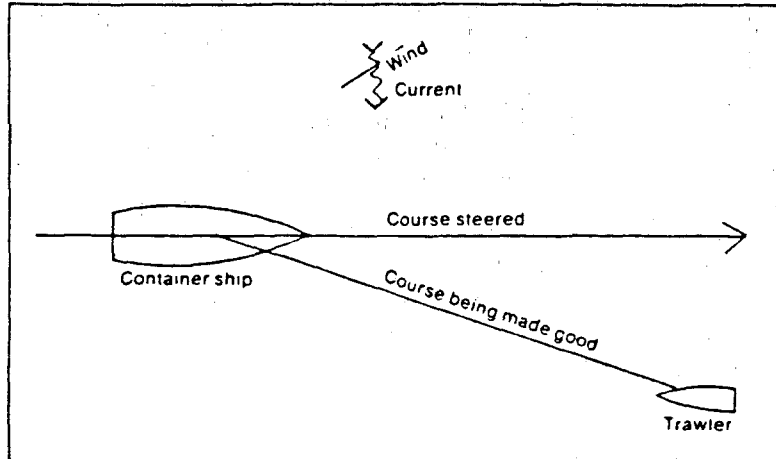 Wind
Current
Course steered
Container ship
Course being made good
Trawler